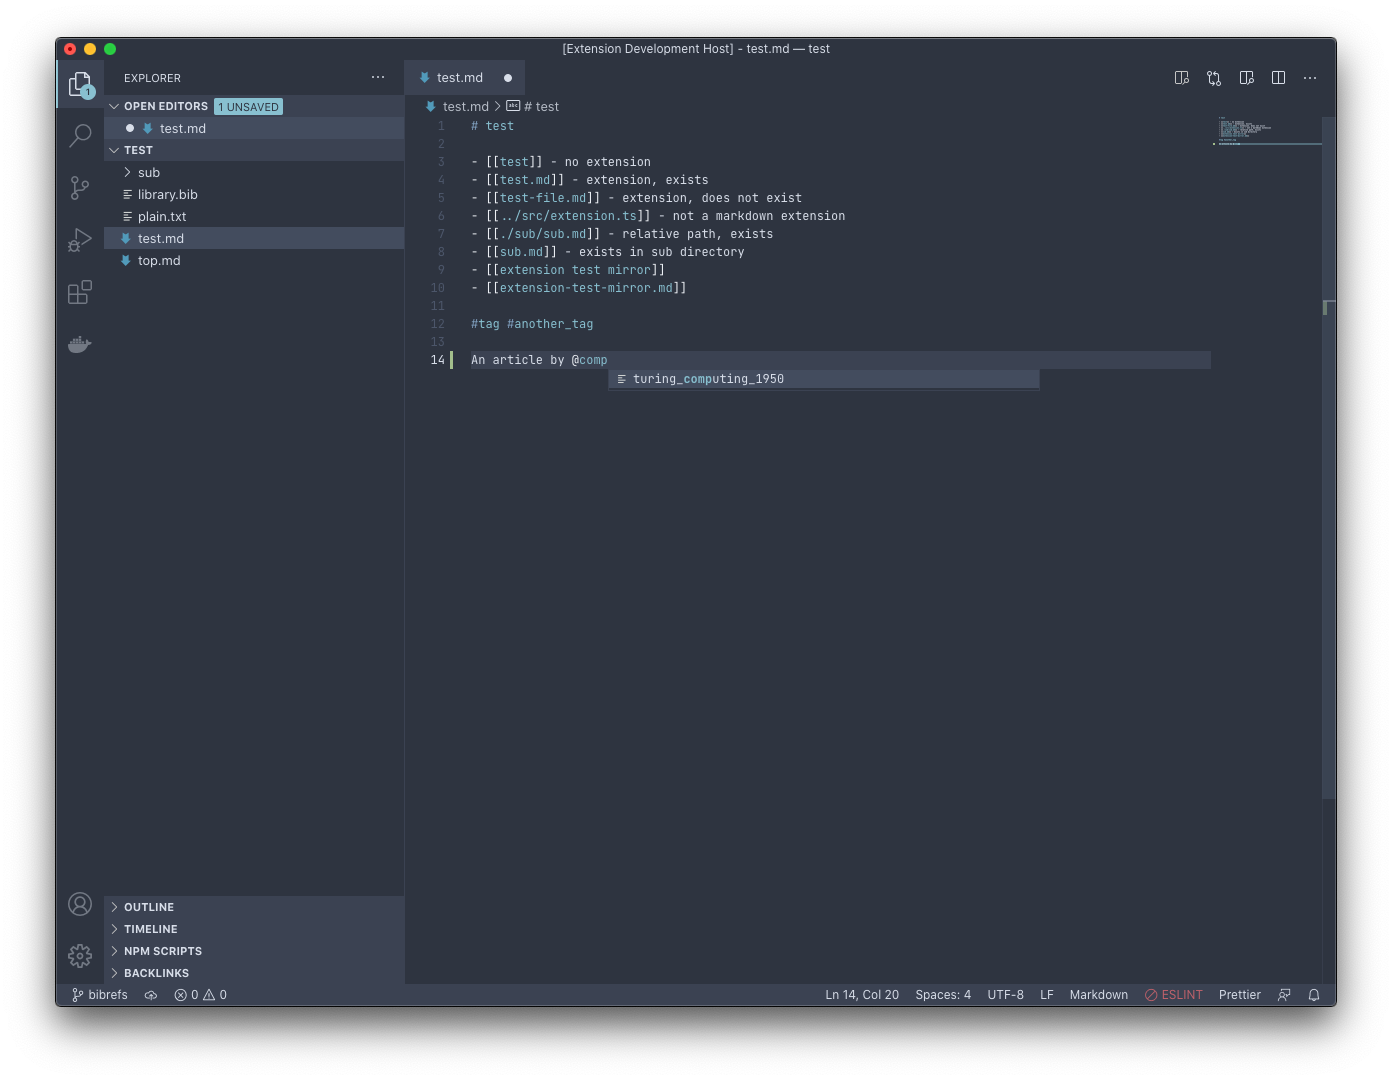 [Extension Development Host] - test.md — test
1
EXPLORER
OPEN EDITORS 1 UNSAVED
test.md
TEST
sub
library.bib
plain.txt
test.md
top.md
OUTLINE
TIMELINE
NPM SCRIPTS
BACKLINKS
test.md
test.md > abc # test
1 # test
2
3 - [[test]] - no extension
4 - [[test.md]] - extension, exists
5 - [[test-file.md]] - extension, does not exist
6 - [[../src/extension.ts]] - not a markdown extension
7 - [[./sub/sub.md]] - relative path, exists
8 - [[sub.md]] - exists in sub directory
9 - [[extension test mirror]]
10 - [[extension-test-mirror.md]]
11
12 #tag #another_tag
13
14 An article by @comp
turing_computing_1950
bibrefs 0 0 Ln 14, Col 20 Spaces: 4 UTF-8 LF Markdown ESLINT Prettier